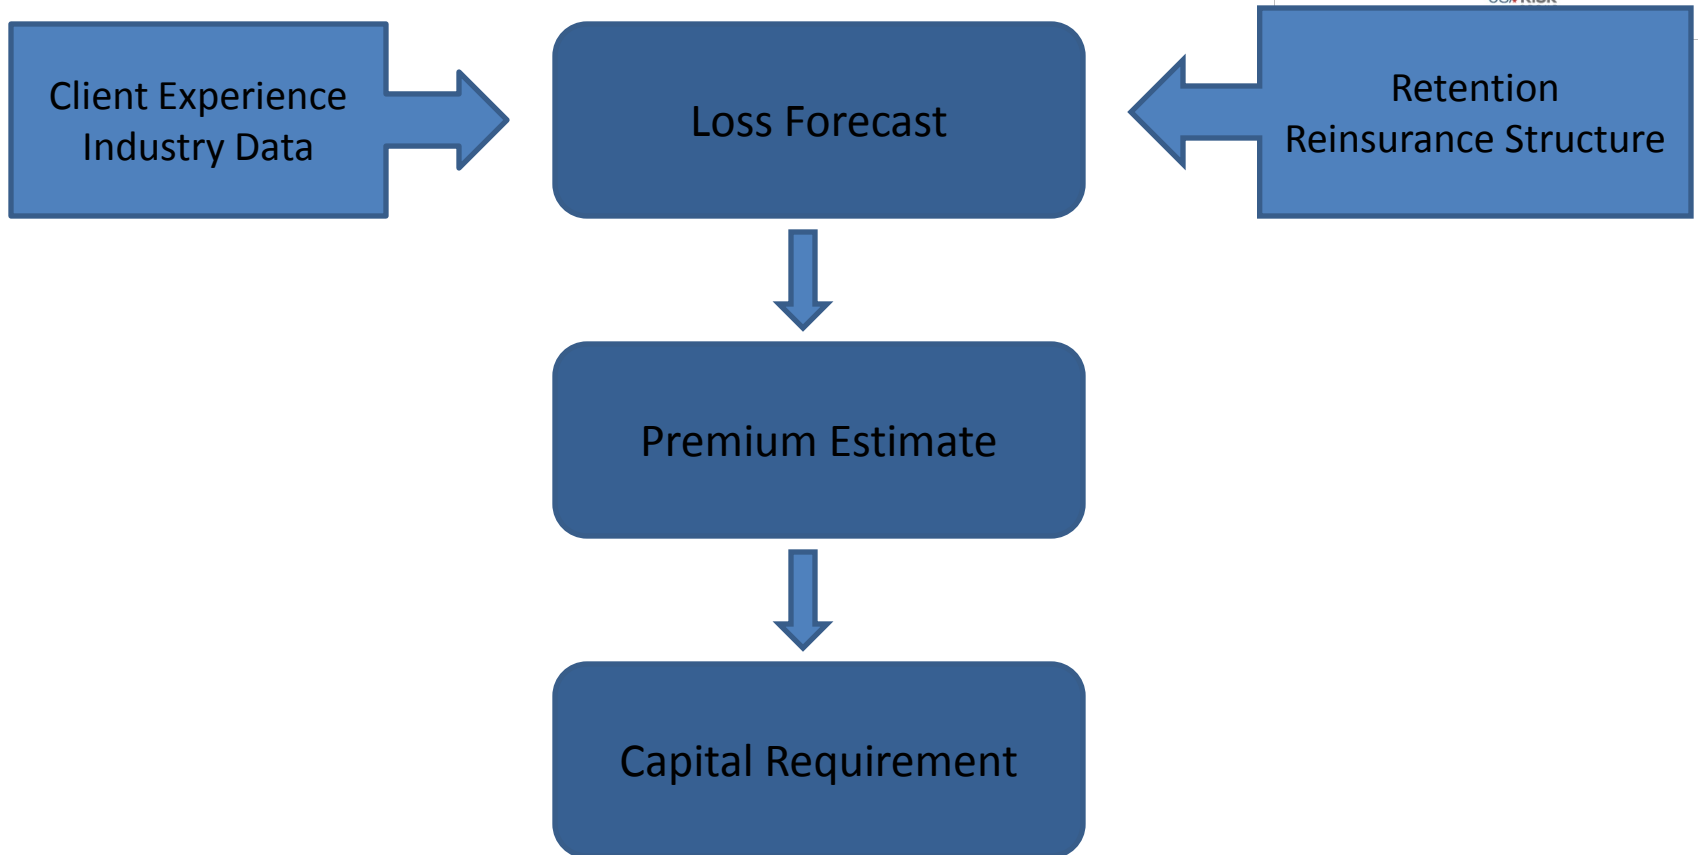 Client Experience
Industry Data
Loss Forecast
Retention
Reinsurance Structure
Premium Estimate
Capital Requirement